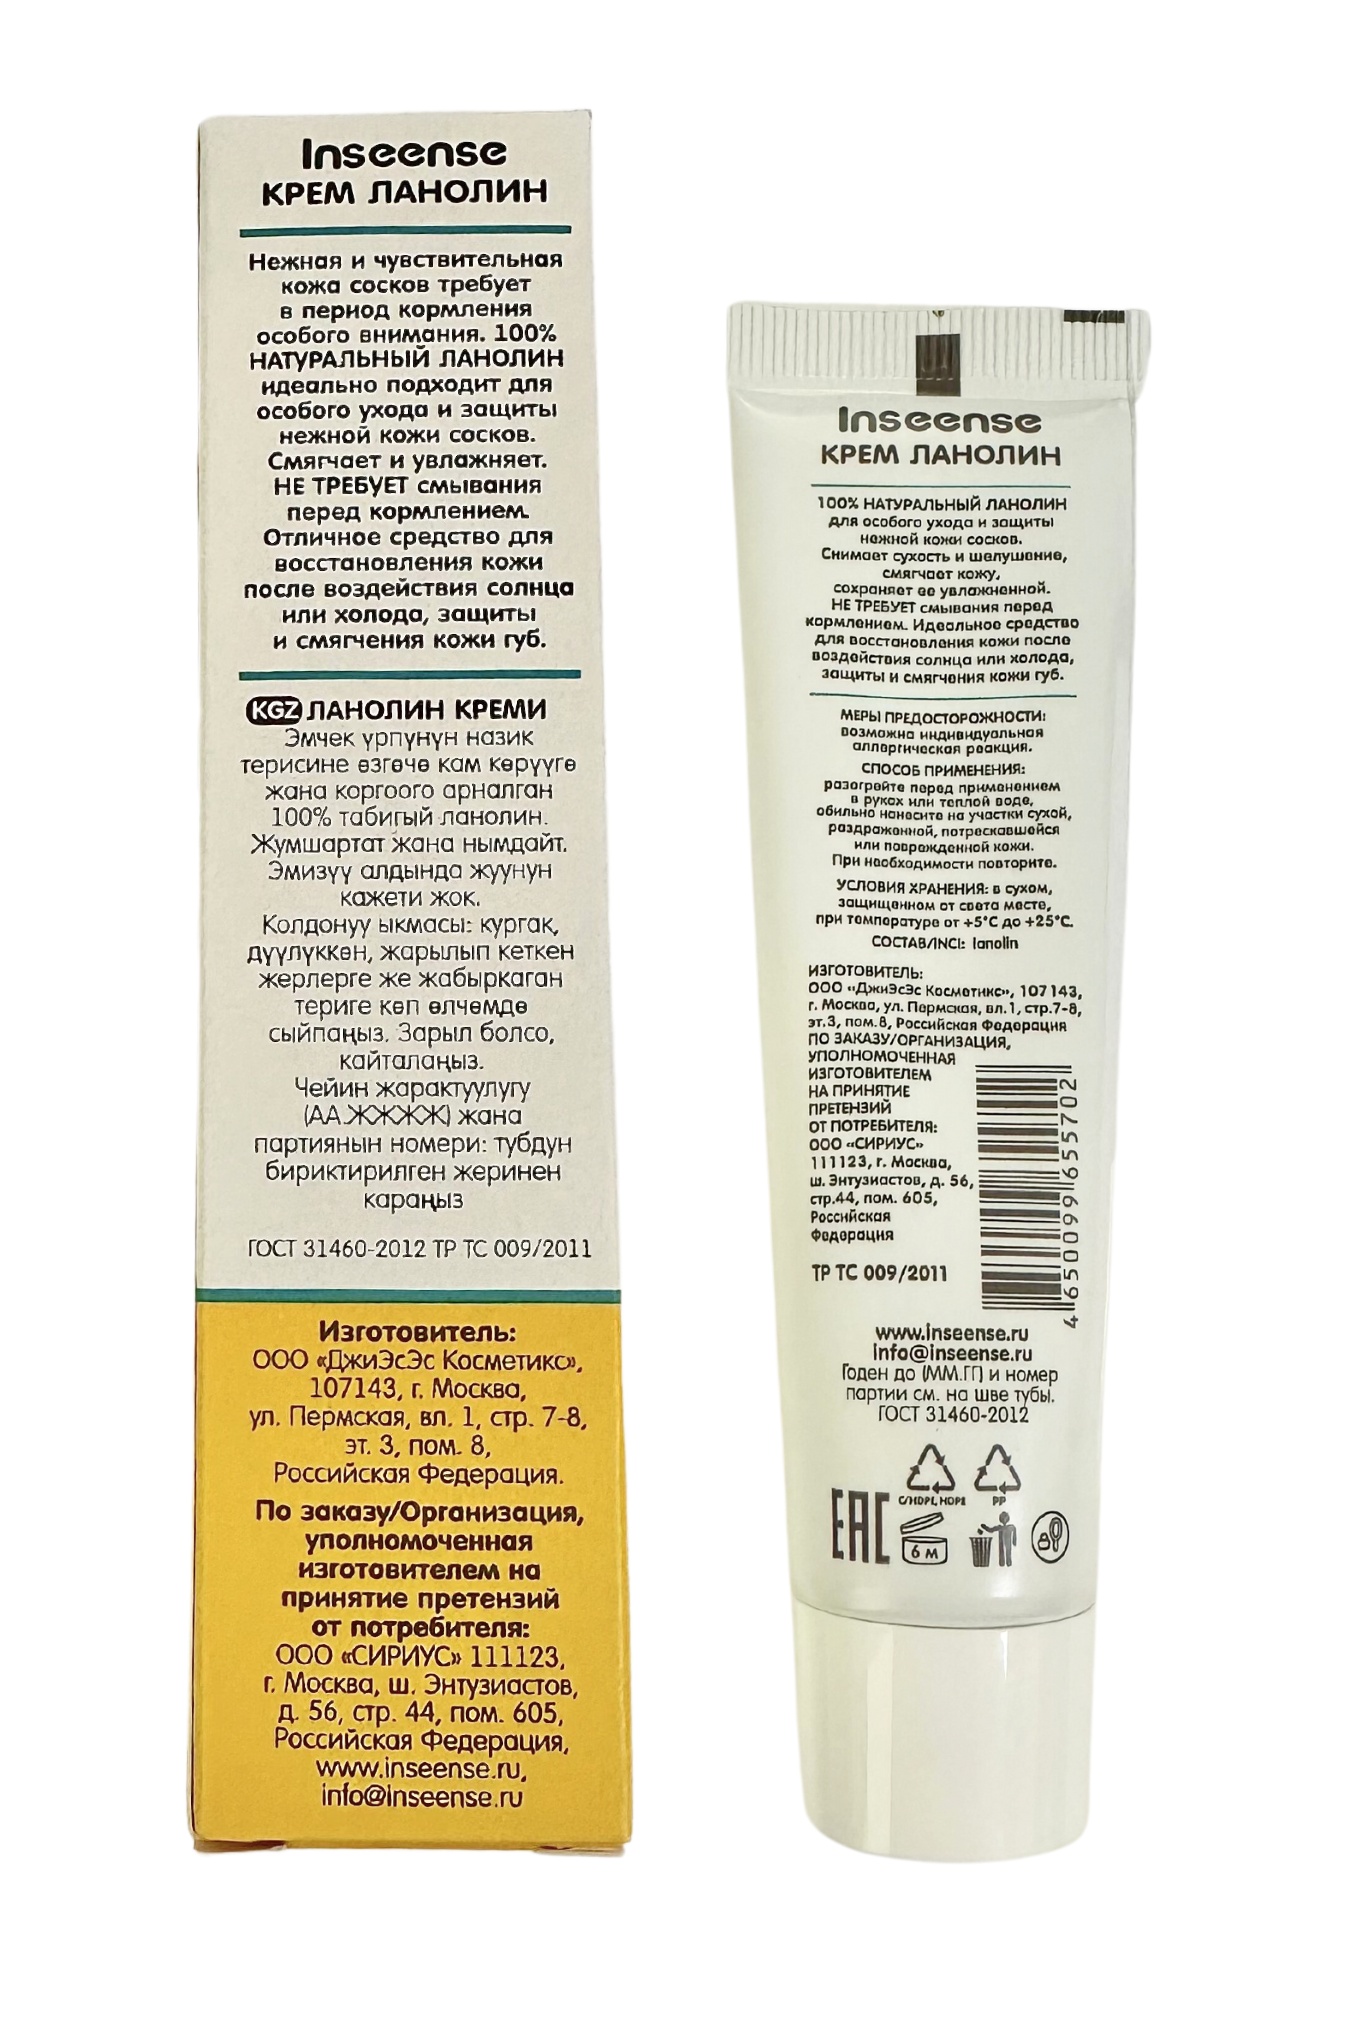 Inseense
КРЕМ ЛАНОЛИН
Нежная и чувствительная
кожа сосков требует
в период кормления
особого внимания. 100%
НАТУРАЛЬНЫЙ ЛАНОЛИН
идеально подходит для
особого ухода и защиты
нежной кожи сосков.
Смягчает и увлажняет.
НЕ ТРЕБУЕТ смывания
перед кормлением.
Отличное средство для
восстановления кожи
после воздействия солнца
или холода, защиты
и смягчения кожи губ.
KGZ ЛАНОЛИН КРЕМИ
Эмчек үрпүнүн назик
терисине өзгөчө кам көрүүгө
жана коргоого арналган
100% табигый ланолин.
Жумшартат жана нымдайт.
Эмизүү алдында жуунун
кажети жок.
Колдонуу ыкмасы: кургак,
дүүлүккөн, жарылып кеткен
жерлерге же жабыркаган
териге көп өлчөмдө
сыйпаңыз. Зарыл болсо,
кайталаңыз.
Чейин жарактуулугу
(АА.ЖЖЖЖ) жана
партиянын номери: тубдун
бириктирилген жеринен
караңыз
ГОСТ 31460-2012 ТР ТС 009/2011
Изготовитель:
ООО «ДжиЭсЭс Косметикс»,
107143, г. Москва,
ул. Пермская, вл. 1, стр. 7-8,
эт. 3, пом. 8,
Российская Федерация.
По заказу/Организация,
уполномоченная
изготовителем на
принятие претензий
от потребителя:
ООО «СИРИУС» 111123,
г. Москва, ш. Энтузиастов,
д. 56, стр. 44, пом. 605,
Российская Федерация,
www.inseense.ru,
info@inseense.ru
Inseense
КРЕМ ЛАНОЛИН
100% НАТУРАЛЬНЫЙ ЛАНОЛИН
для особого ухода и защиты
нежной кожи сосков.
Снимает сухость и шелушение,
смягчает кожу,
сохраняет ее увлажненной.
НЕ ТРЕБУЕТ смывания перед
кормлением. Идеальное средство
для восстановления кожи после
воздействия солнца или холода,
защиты и смягчения кожи губ.
МЕРЫ ПРЕДОСТОРОЖНОСТИ:
возможна индивидуальная
аллергическая реакция.
СПОСОБ ПРИМЕНЕНИЯ:
разогрейте перед применением
в руках или теплой воде,
обильно нанесите на участки сухой,
раздраженной, потрескавшейся
или поврежденной кожи.
При необходимости повторите.
УСЛОВИЯ ХРАНЕНИЯ: в сухом,
защищенном от света месте,
при температуре от +5°C до +25°C.
СОСТАВ/INCI: lanolin
ИЗГОТОВИТЕЛЬ:
ООО «ДжиЭсЭс Косметикс», 107143,
г. Москва, ул. Пермская, вл.1, стр.7-8,
эт.3, пом.8, Российская Федерация
ПО ЗАКАЗУ/ОРГАНИЗАЦИЯ,
УПОЛНОМОЧЕННАЯ
ИЗГОТОВИТЕЛЕМ
НА ПРИНЯТИЕ
ПРЕТЕНЗИЙ
ОТ ПОТРЕБИТЕЛЯ:
ООО «СИРИУС»
111123, г. Москва,
ш. Энтузиастов, д. 56,
стр.44, пом. 605,
Российская
Федерация
4650099655702
ТР ТС 009/2011
www.inseense.ru
info@inseense.ru
Годен до (ММ.ГГ) и номер
партии см. на шве тубы.
ГОСТ 31460-2012
C/HDPE, HDPE
PP
EAC
6 М